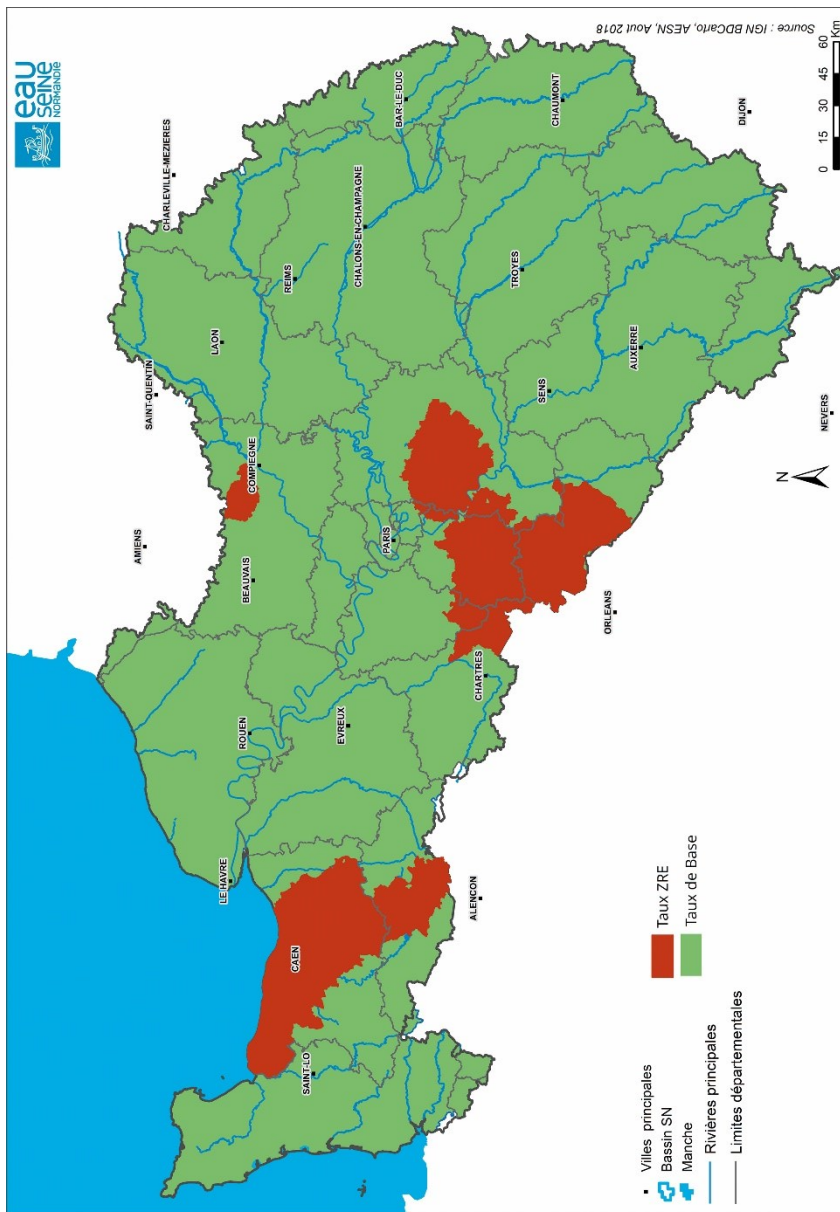 eau
SEINE
NORMANDIE
CHARLEVILLE-MEZIERES
SAINT-QUENTIN
AMIENS
LAON
COMPIEGNE
BEAUVAIS
ROUEN
LE HAVRE
REIMS
BAR-LE-DUC
CHALONS-EN-CHAMPAGNE
PARIS
EVREUX
CAEN
SAINT-LO
CHAUMONT
TROYES
SENS
CHARTRES
ALENCON
AUXERRE
ORLEANS
DIJON
NEVERS
N
Villes principales
Bassin SN
Manche
Rivières principales
Limites départementales
Taux ZRE
Taux de Base
0 15 30 45 60
Km
Source : IGN BDCarto, AESN, Aout 2018